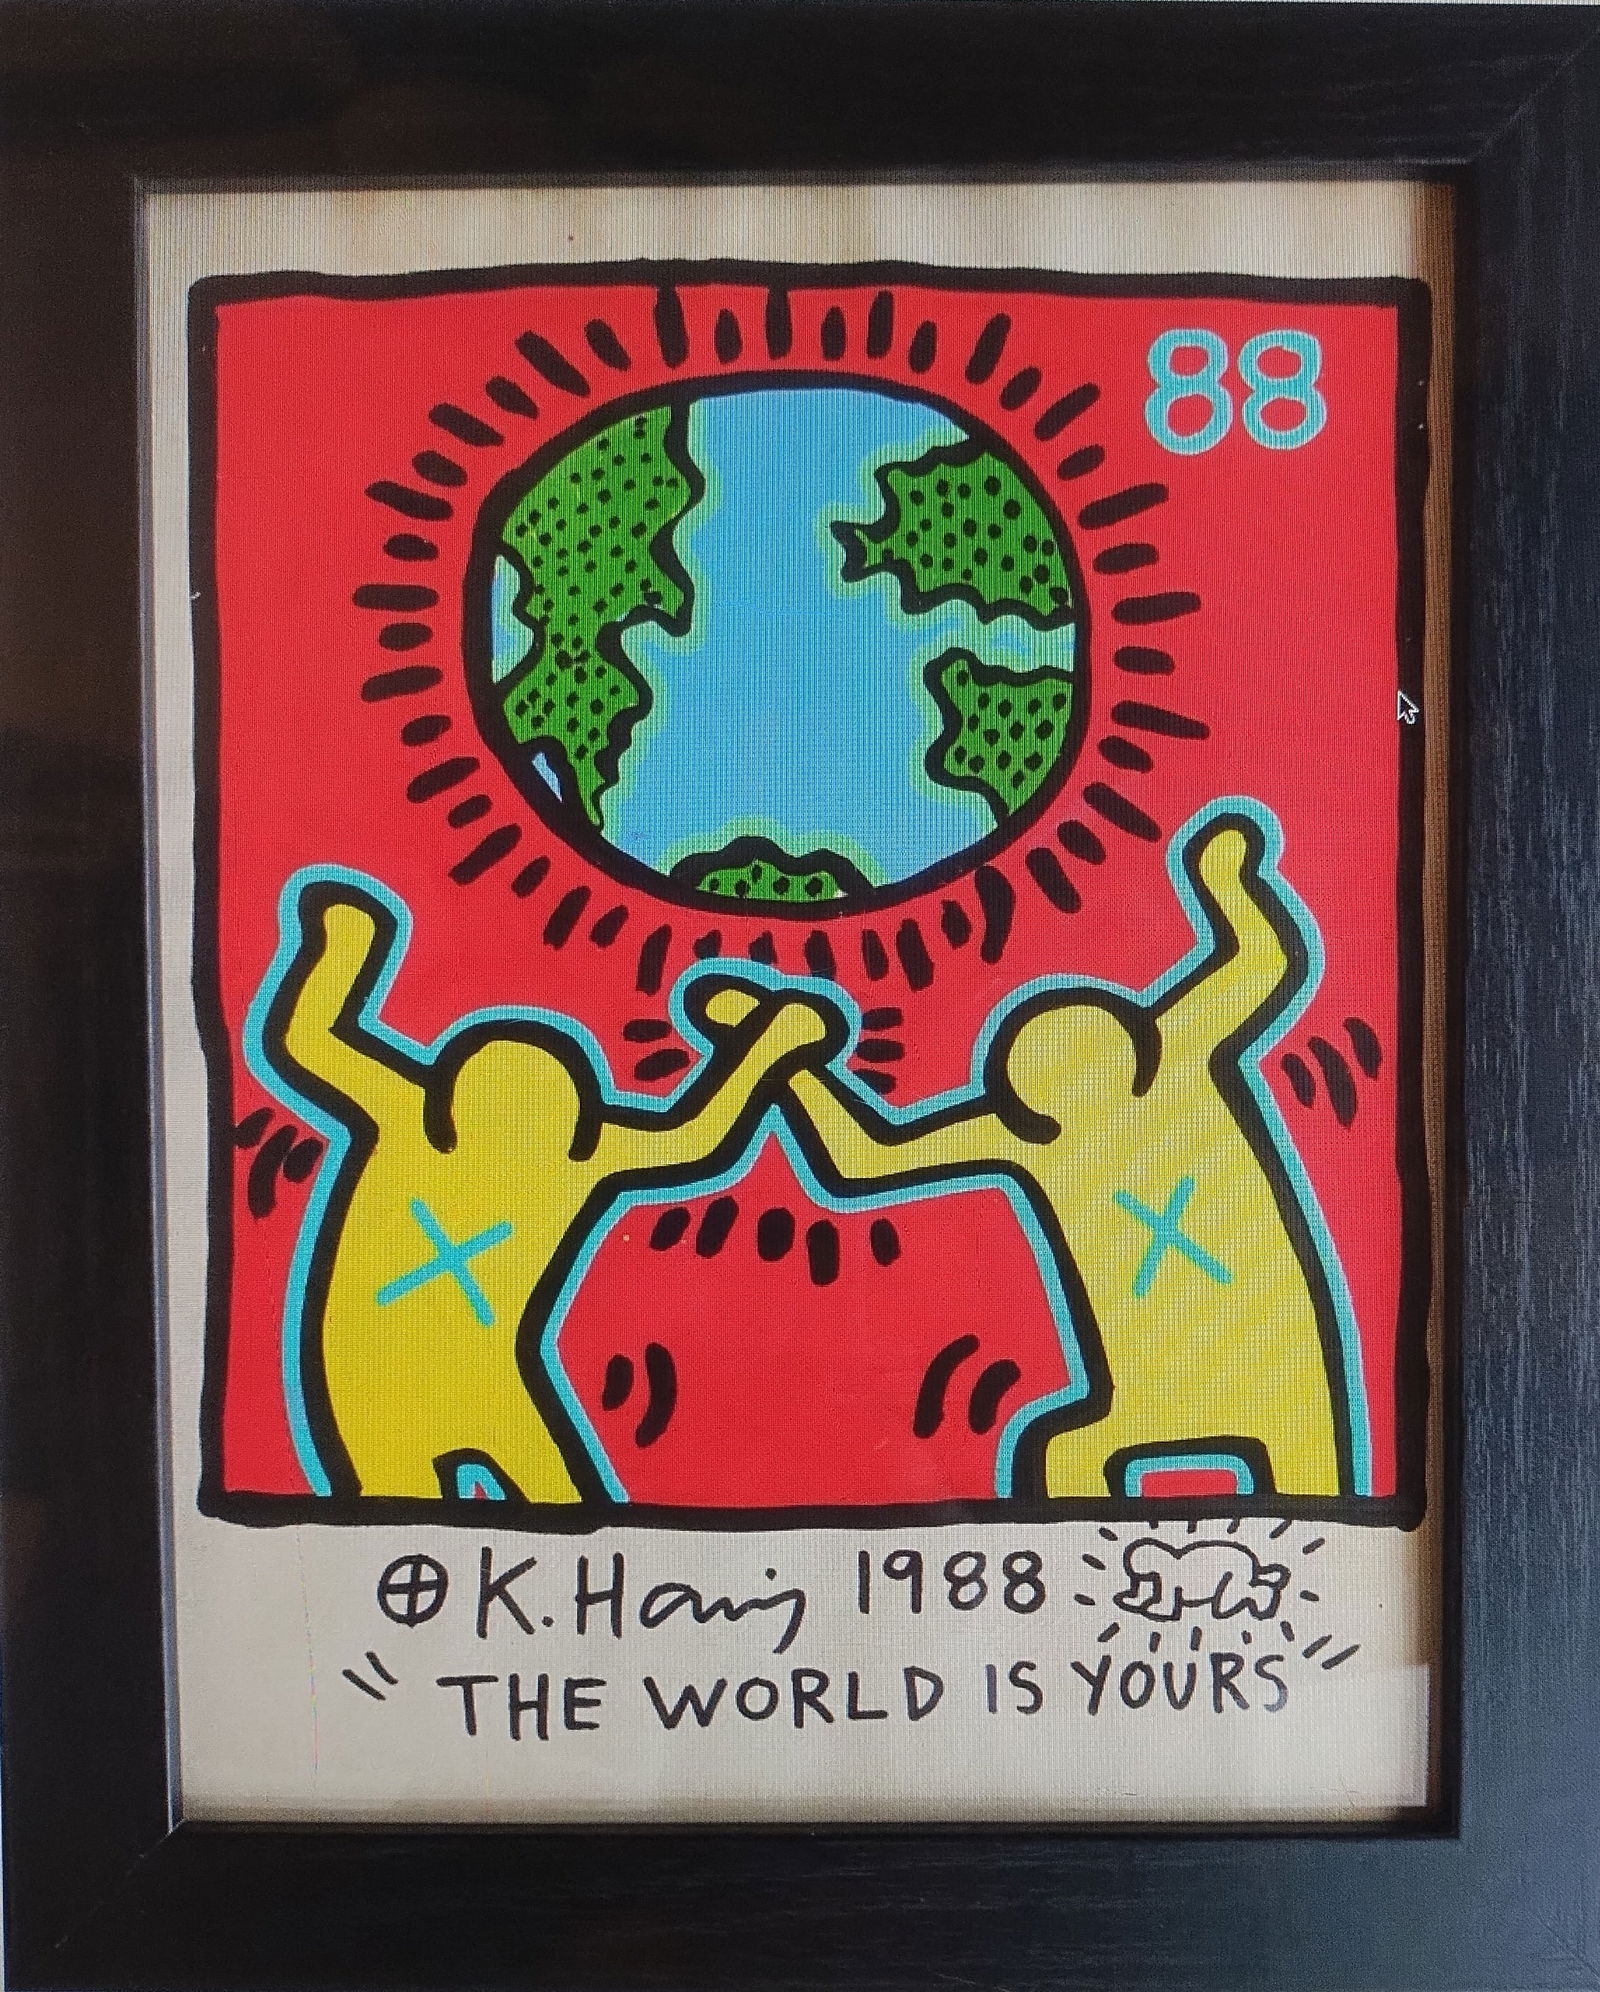 88
K. Haring 1988
"THE WORLD IS YOURS"